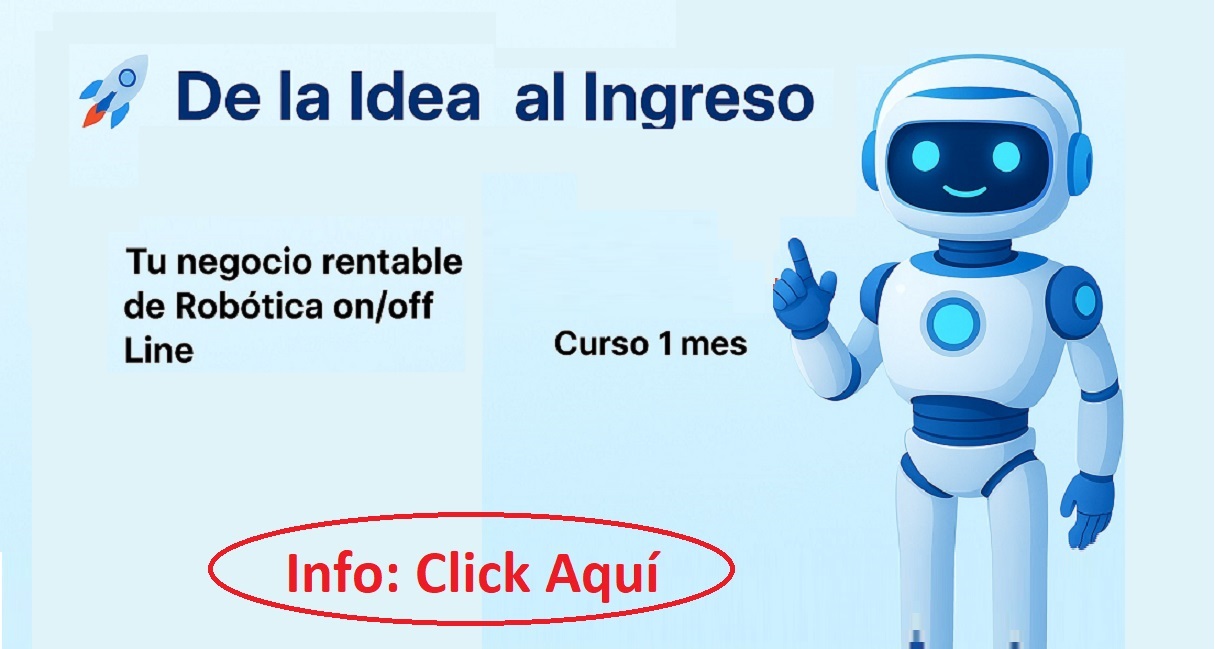 De la Idea al Ingreso
Tu negocio rentable
de Robótica on/off
Line
Curso 1 mes
Info: Click Aquí